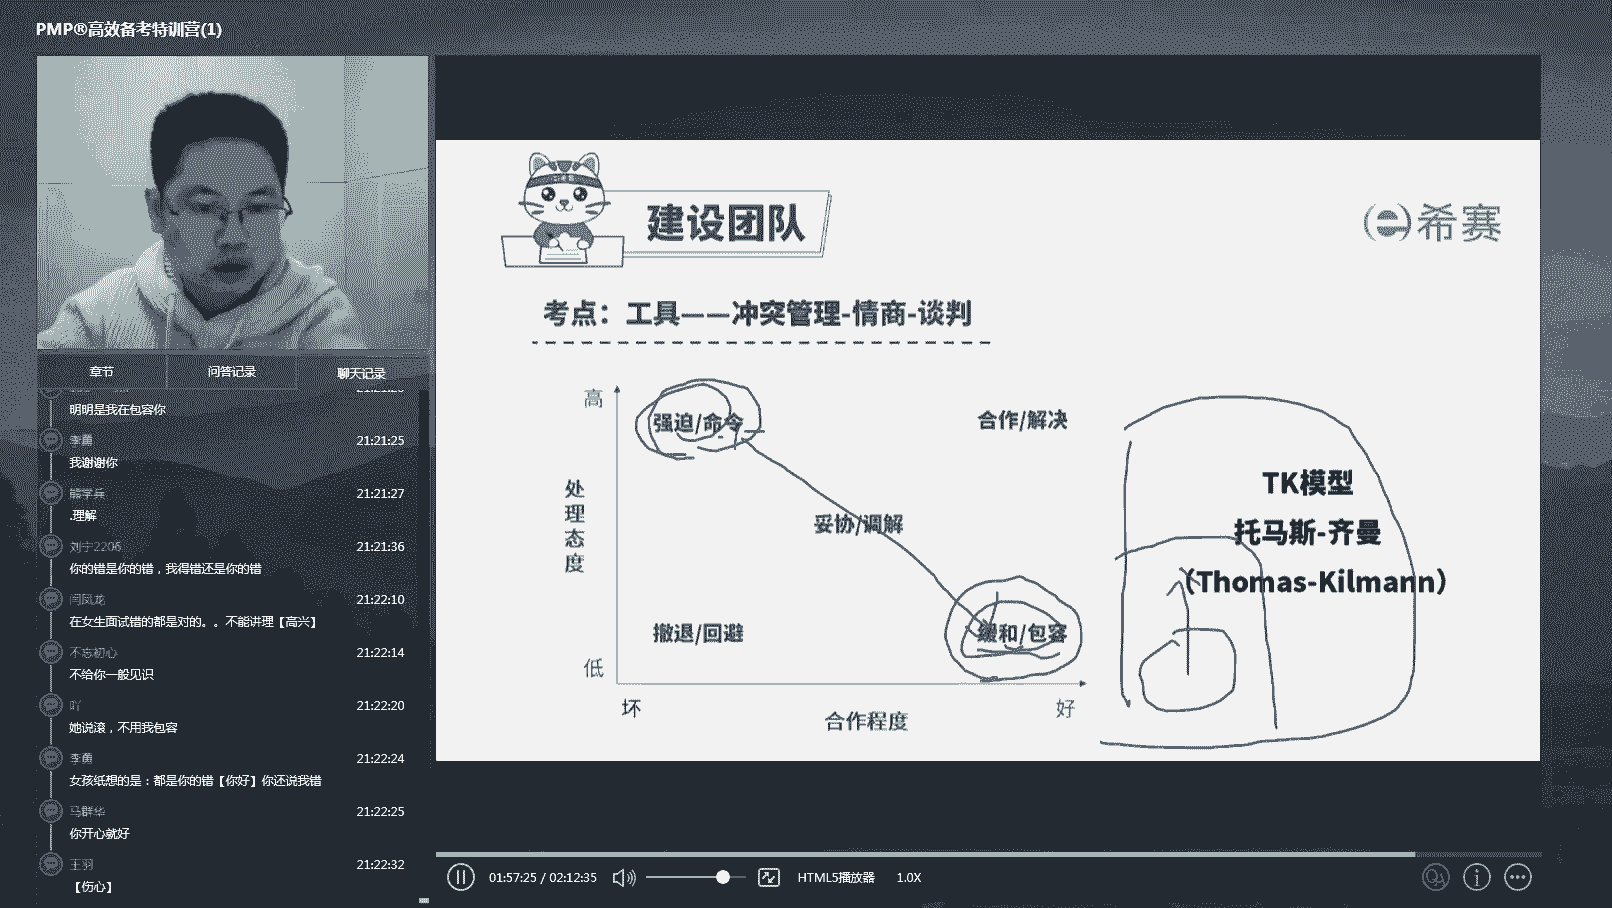 PMP®高效备考特训营(1)
章节
问答记录
聊天记录
明明是我在包容你
李勇
21:21:25
我谢谢你
熊学兵
21:21:27
.理解
刘宁2206
21:21:36
你的错是你的错，我得错还是你的错
闫凤龙
21:22:10
在女生面试错的都是对的。。不能讲理【高兴】
不忘初心
21:22:14
不给你一般见识
吖
21:22:20
她说滚，不用我包容
李勇
21:22:24
女孩纸想的是：都是你的错【你好】你还说我错
马群华
21:22:25
你开心就好
王羽
21:22:32
【伤心】
建设团队
希赛
考点：工具——冲突管理-情商-谈判
高
强迫/命令
合作/解决
处理态度
妥协/调解
撤退/回避
缓和/包容
低
坏
合作程度
好
TK模型
托马斯-齐曼
（Thomas-Kilmann）
01:57:25 / 02:12:35
HTML5播放器
1.0X